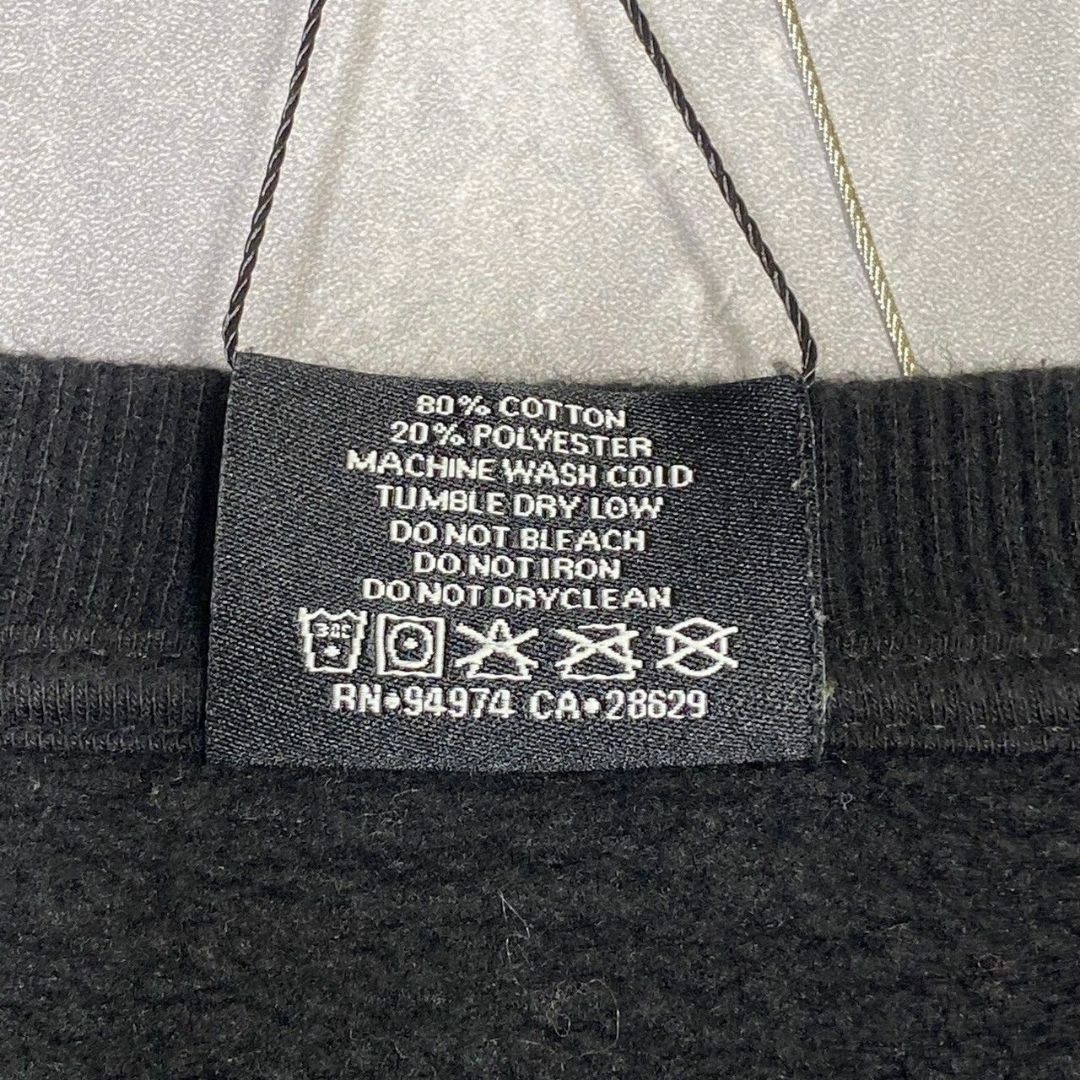 80% COTTON
20% POLYESTER
MACHINE WASH COLD
TUMBLE DRY LOW
DO NOT BLEACH
DO NOT IRON
DO NOT DRYCLEAN
RN•94974 CA•28629